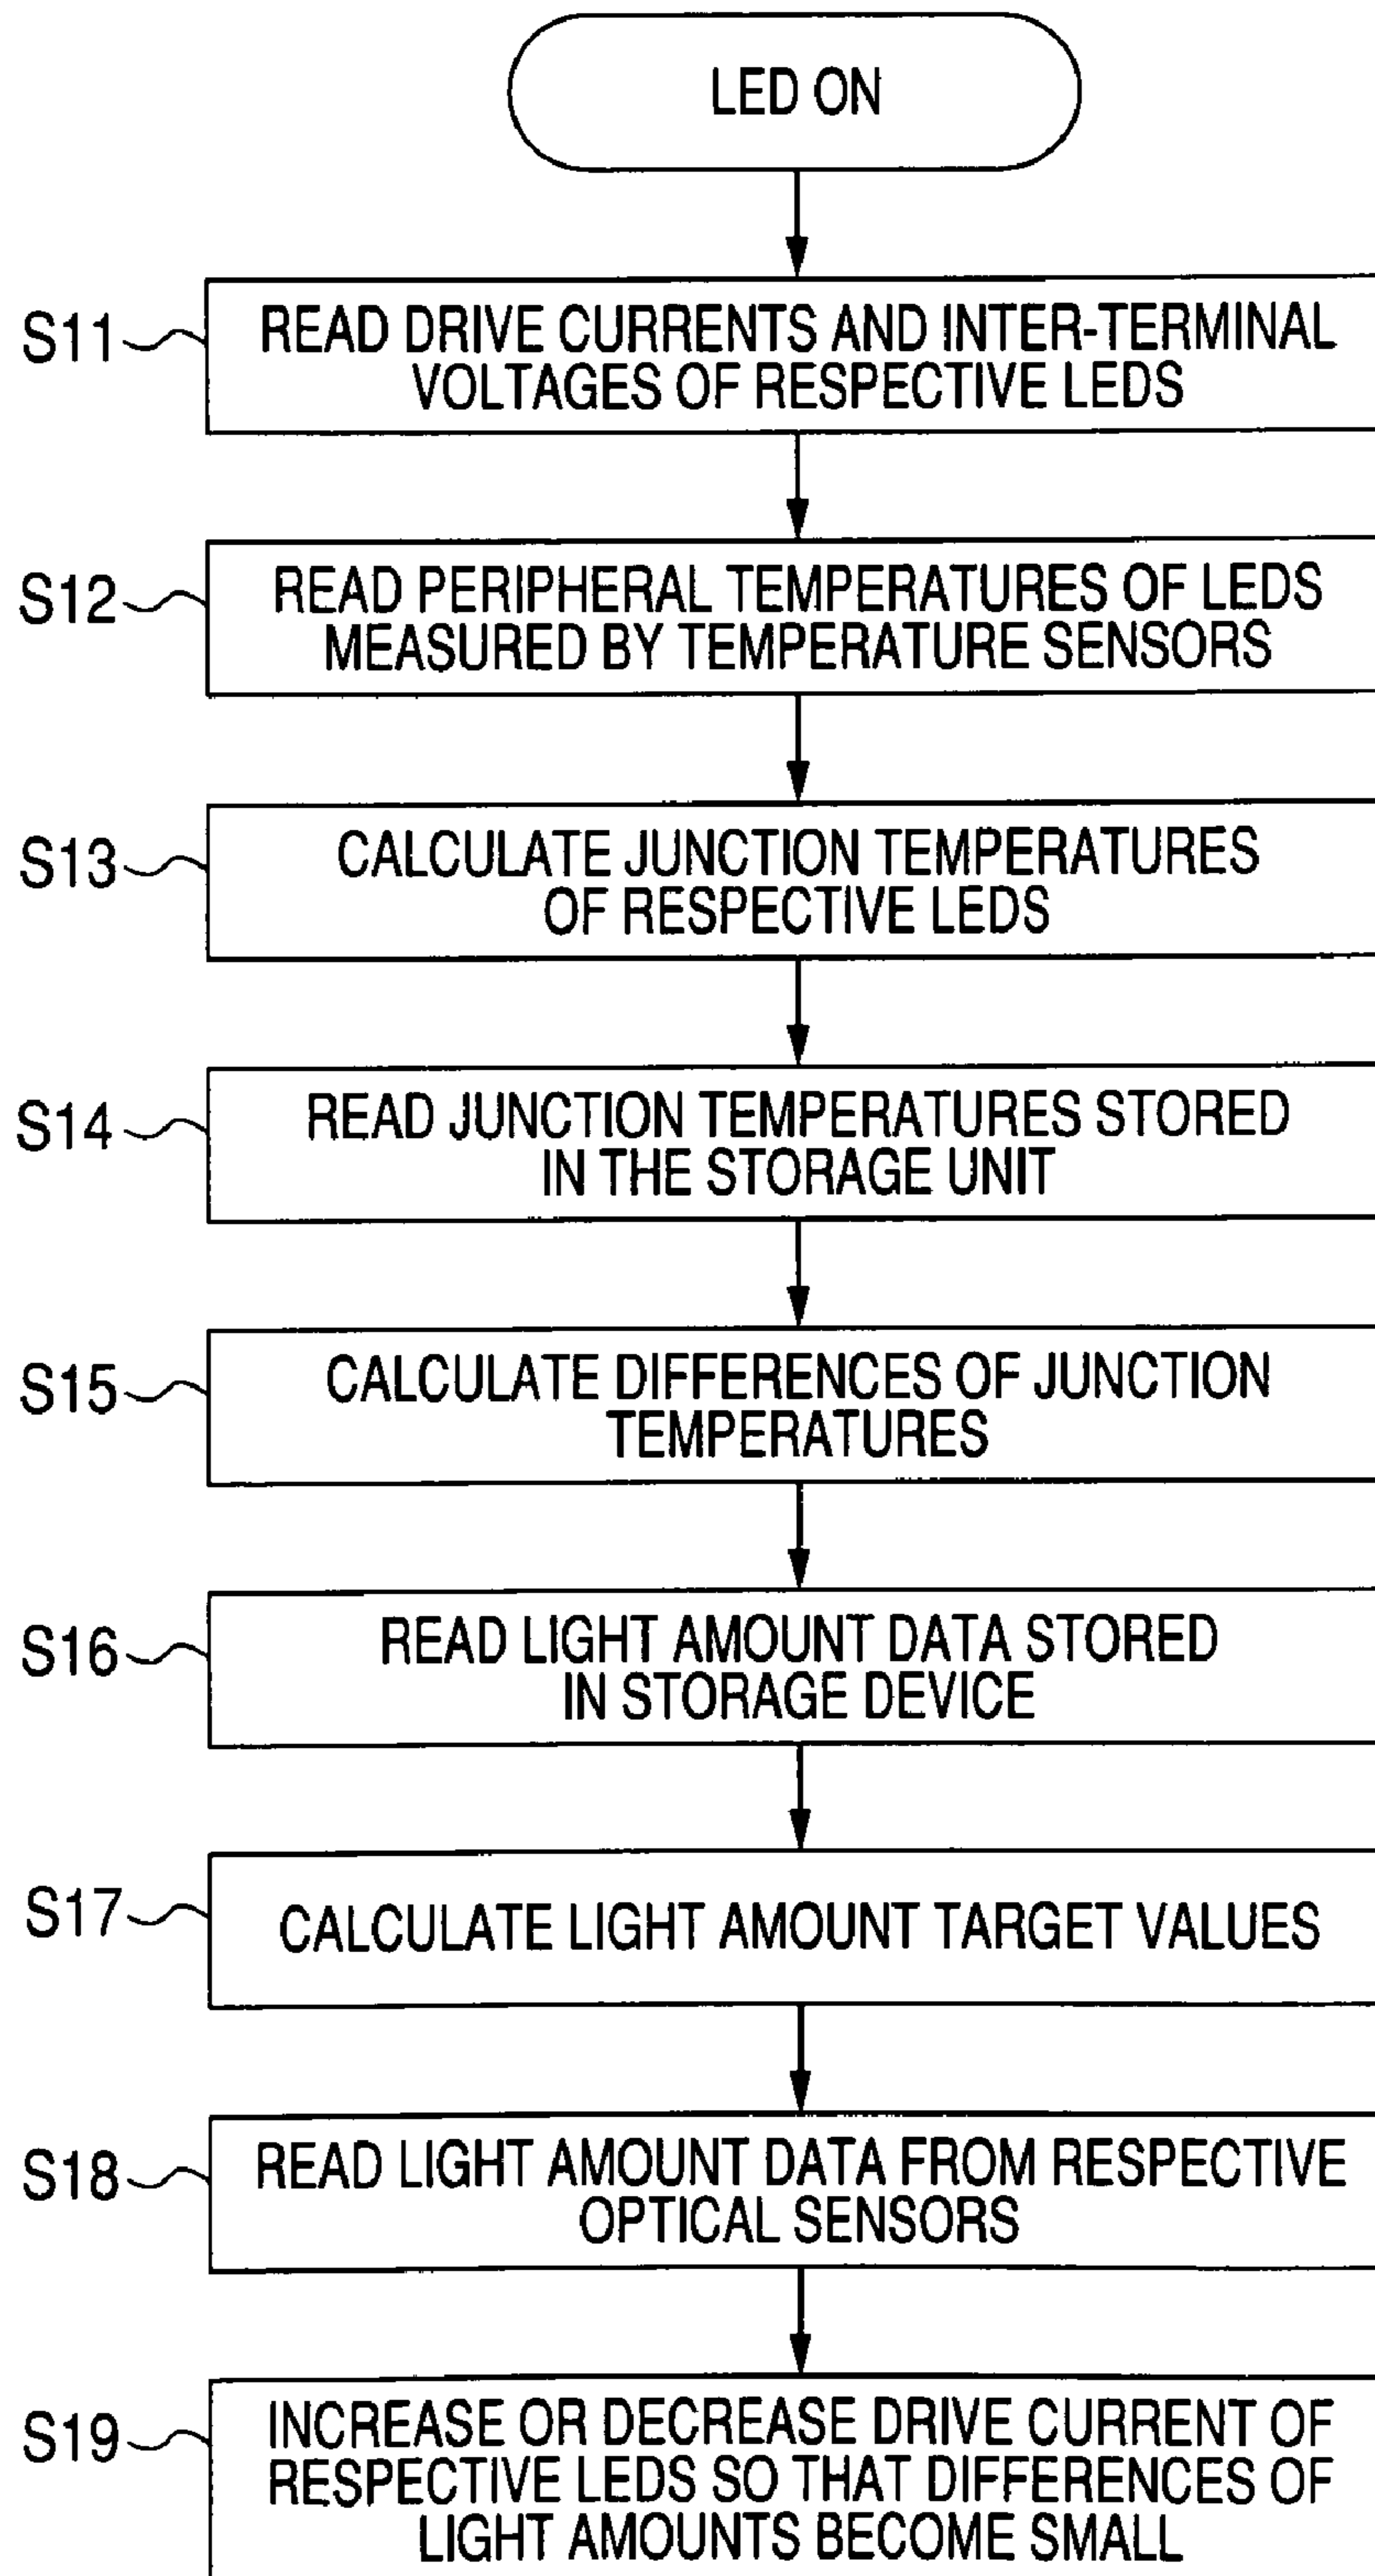 LED ON
S11
READ DRIVE CURRENTS AND INTER-TERMINAL
VOLTAGES OF RESPECTIVE LEDS
S12
READ PERIPHERAL TEMPERATURES OF LEDS
MEASURED BY TEMPERATURE SENSORS
S13
CALCULATE JUNCTION TEMPERATURES
OF RESPECTIVE LEDS
S14
READ JUNCTION TEMPERATURES STORED
IN THE STORAGE UNIT
S15
CALCULATE DIFFERENCES OF JUNCTION
TEMPERATURES
S16
READ LIGHT AMOUNT DATA STORED
IN STORAGE DEVICE
S17
CALCULATE LIGHT AMOUNT TARGET VALUES
S18
READ LIGHT AMOUNT DATA FROM RESPECTIVE
OPTICAL SENSORS
S19
INCREASE OR DECREASE DRIVE CURRENT OF
RESPECTIVE LEDS SO THAT DIFFERENCES OF
LIGHT AMOUNTS BECOME SMALL